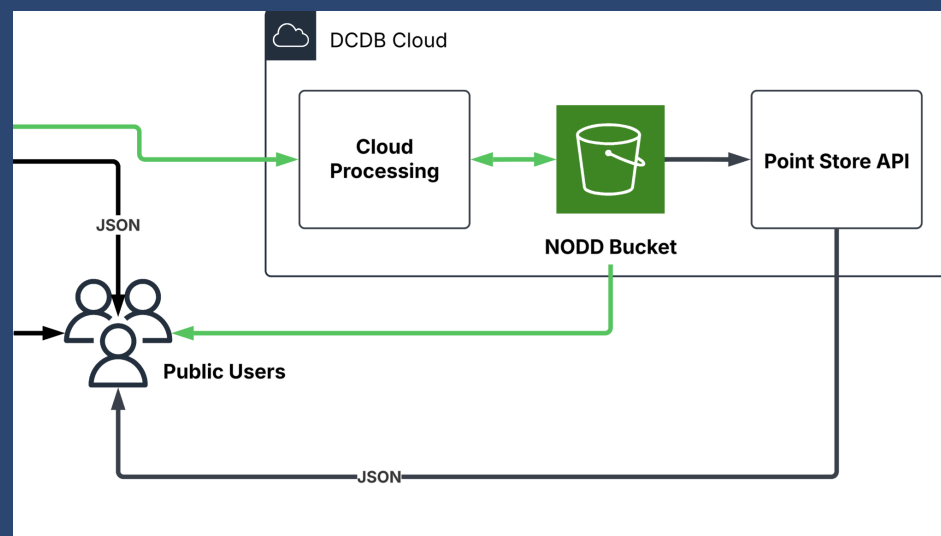 DCDB Cloud
Cloud
Processing
Point Store API
JSON
NODD Bucket
Public Users
JSON